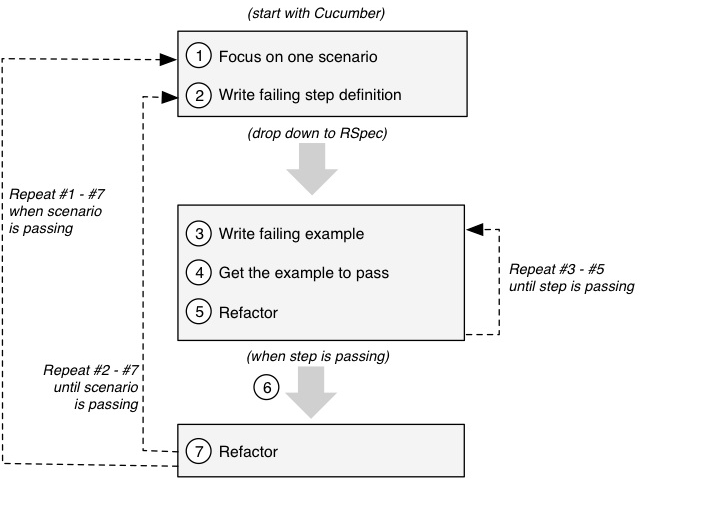 (start with Cucumber)
1 Focus on one scenario
2 Write failing step definition
(drop down to RSpec)
Repeat #1 - #7
when scenario
is passing
3 Write failing example
4 Get the example to pass
5 Refactor
Repeat #3 - #5
until step is passing
(when step is passing)
6
Repeat #2 - #7
until scenario
is passing
7 Refactor